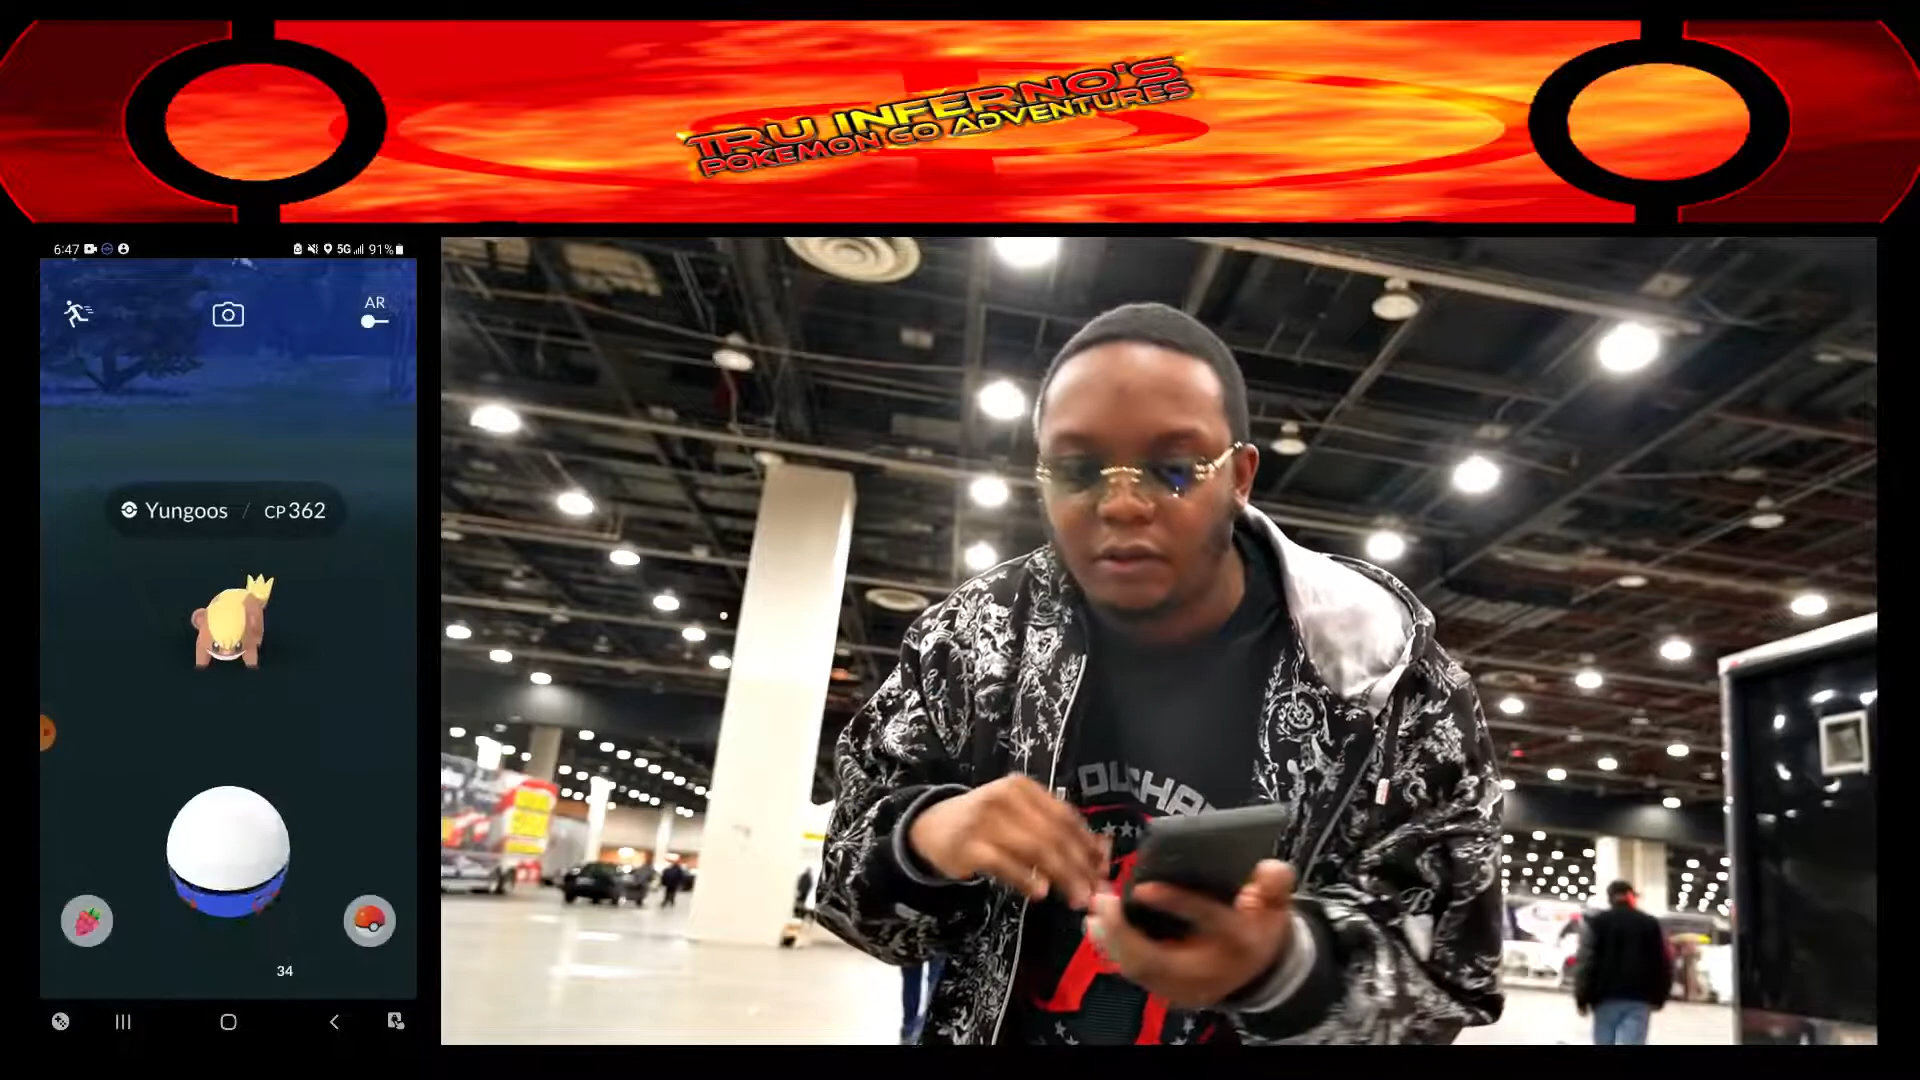 TRU INFERNO'S
POKEMON GO ADVENTURES
6:47
5G 91%
AR
Yungoos / CP362
34